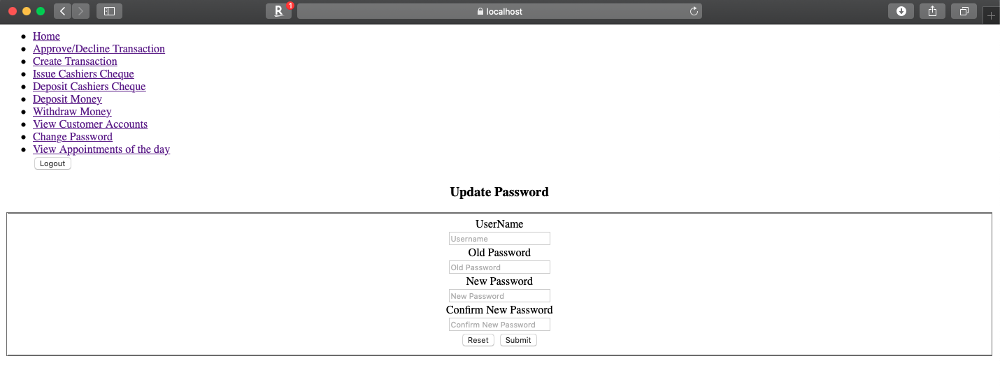 R 1 localhost
Home
Approve/Decline Transaction
Create Transaction
Issue Cashiers Cheque
Deposit Cashiers Cheque
Deposit Money
Withdraw Money
View Customer Accounts
Change Password
View Appointments of the day
Logout
Update Password
UserName
Username
Old Password
Old Password
New Password
New Password
Confirm New Password
Confirm New Password
Reset Submit